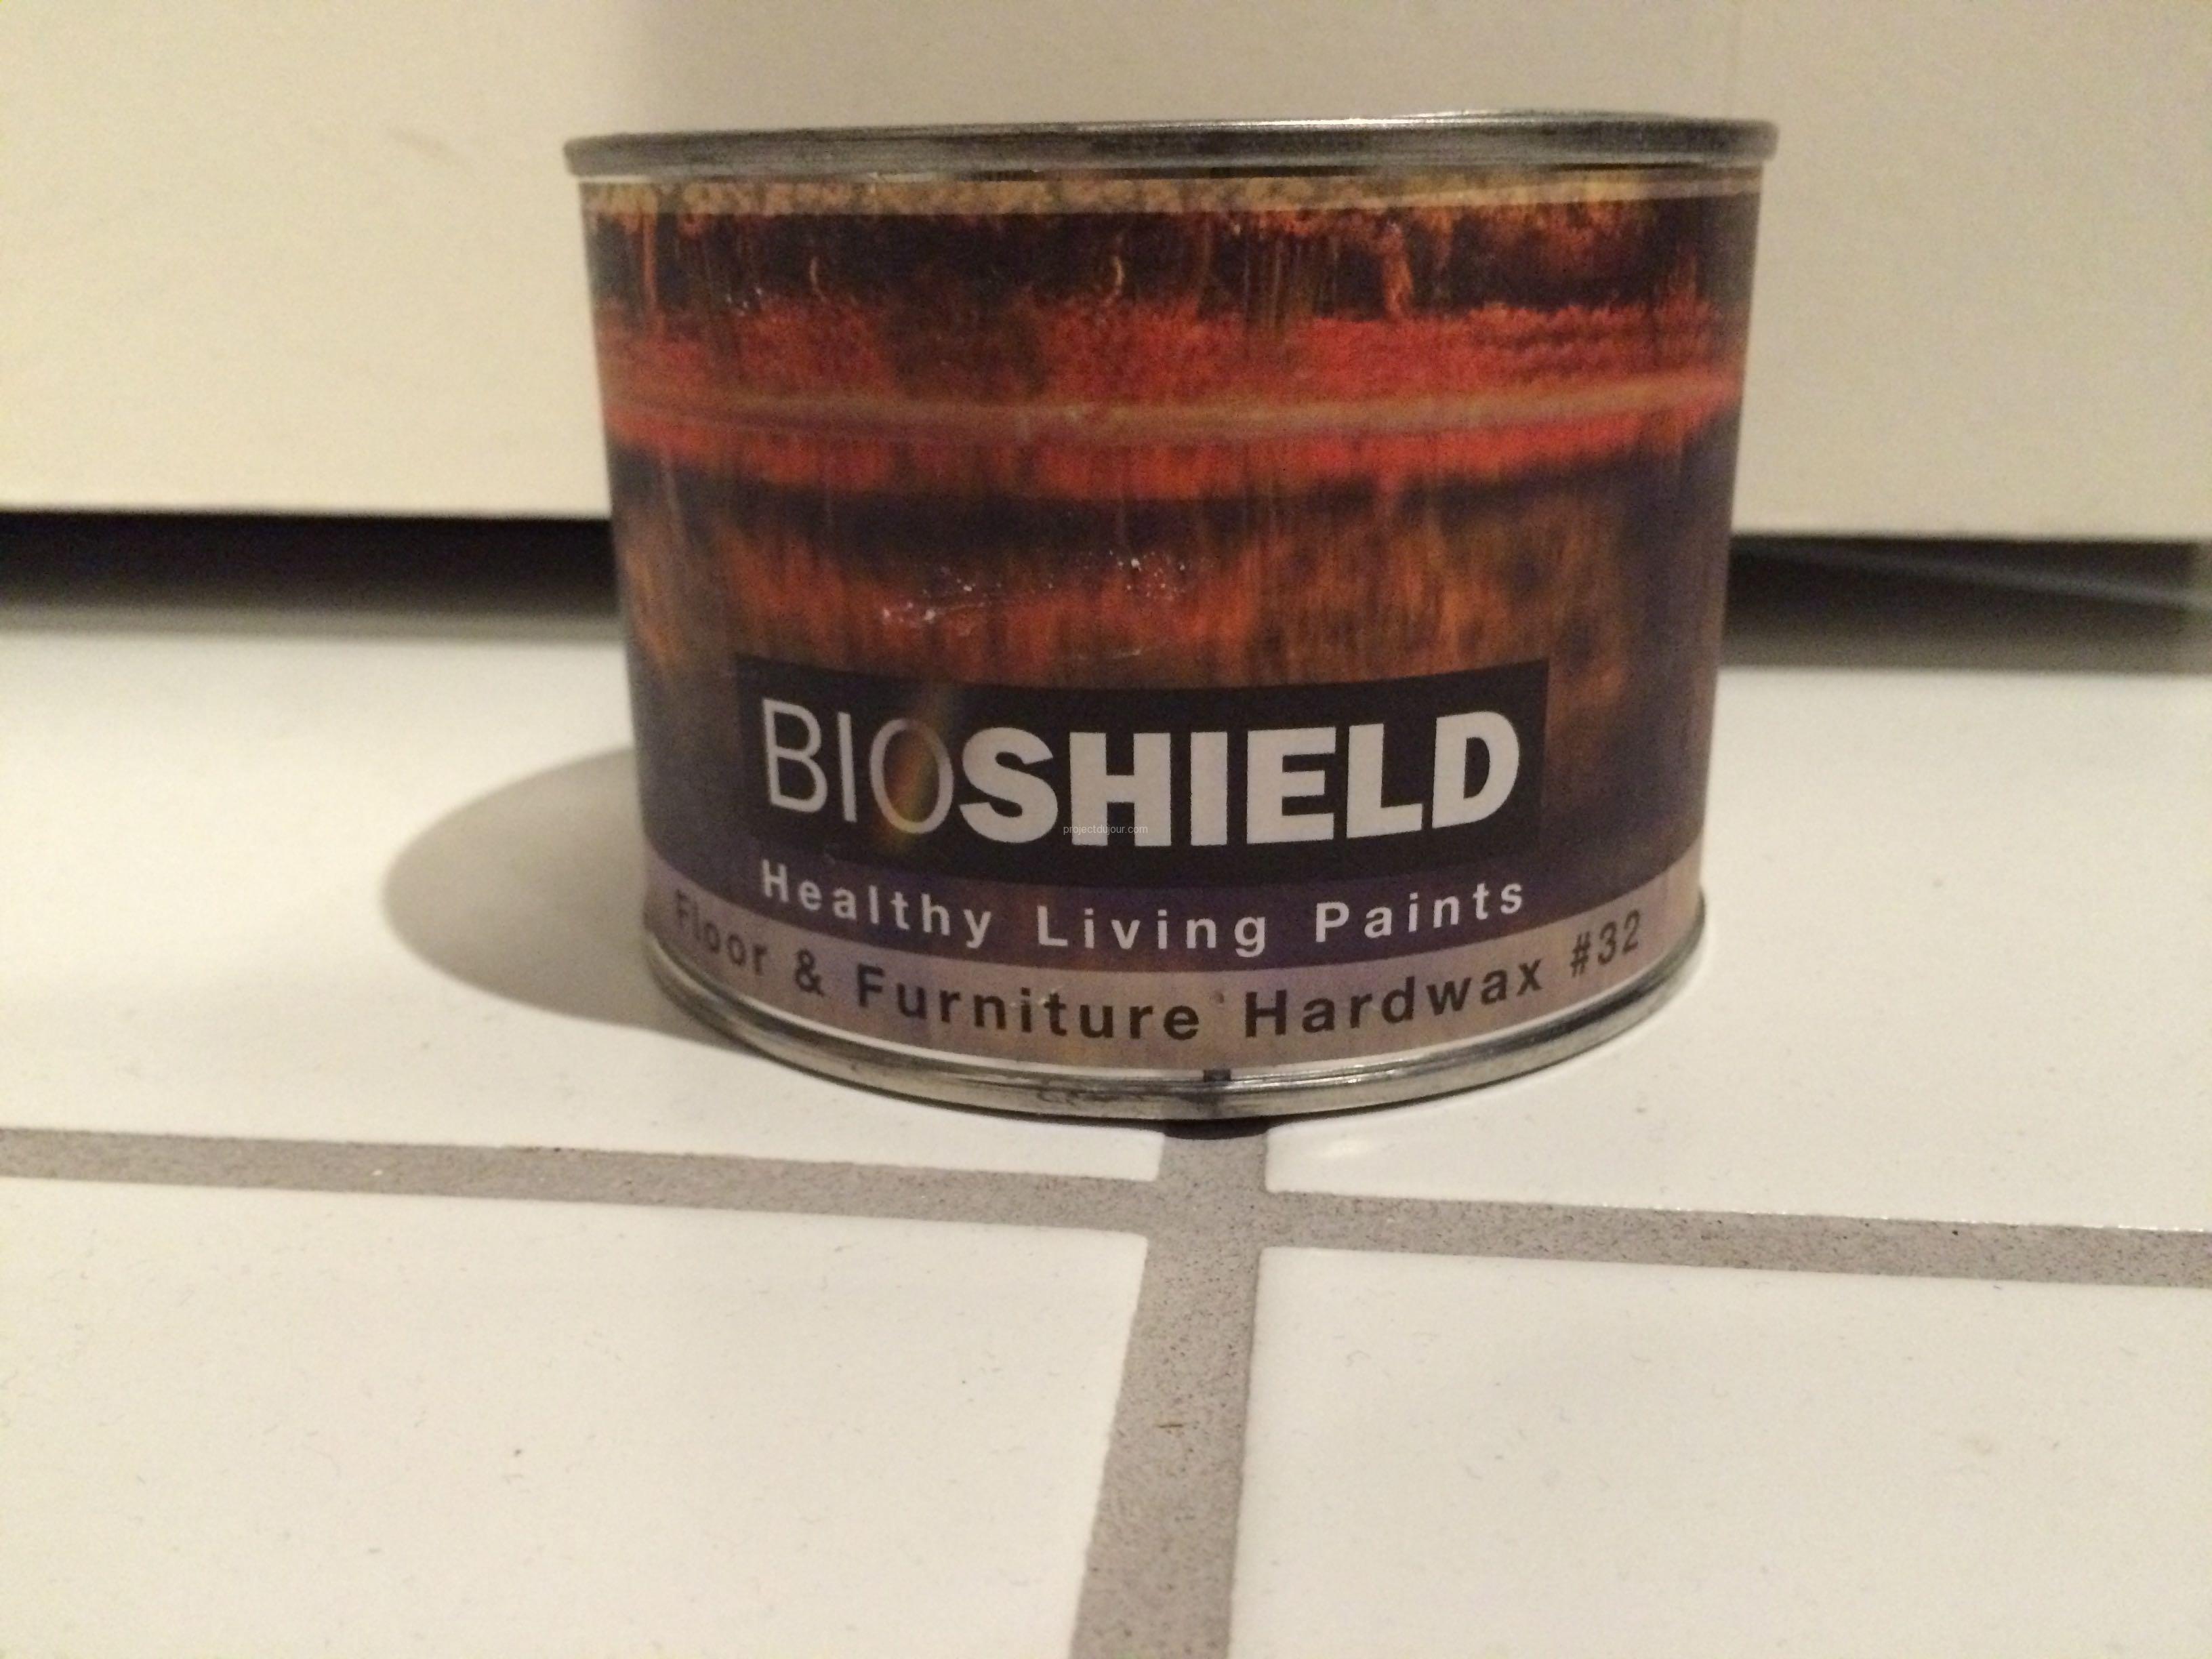 BIOSHIELD
projectdujour.com
Healthy Living Paints
Floor & Furniture Hardwax #32